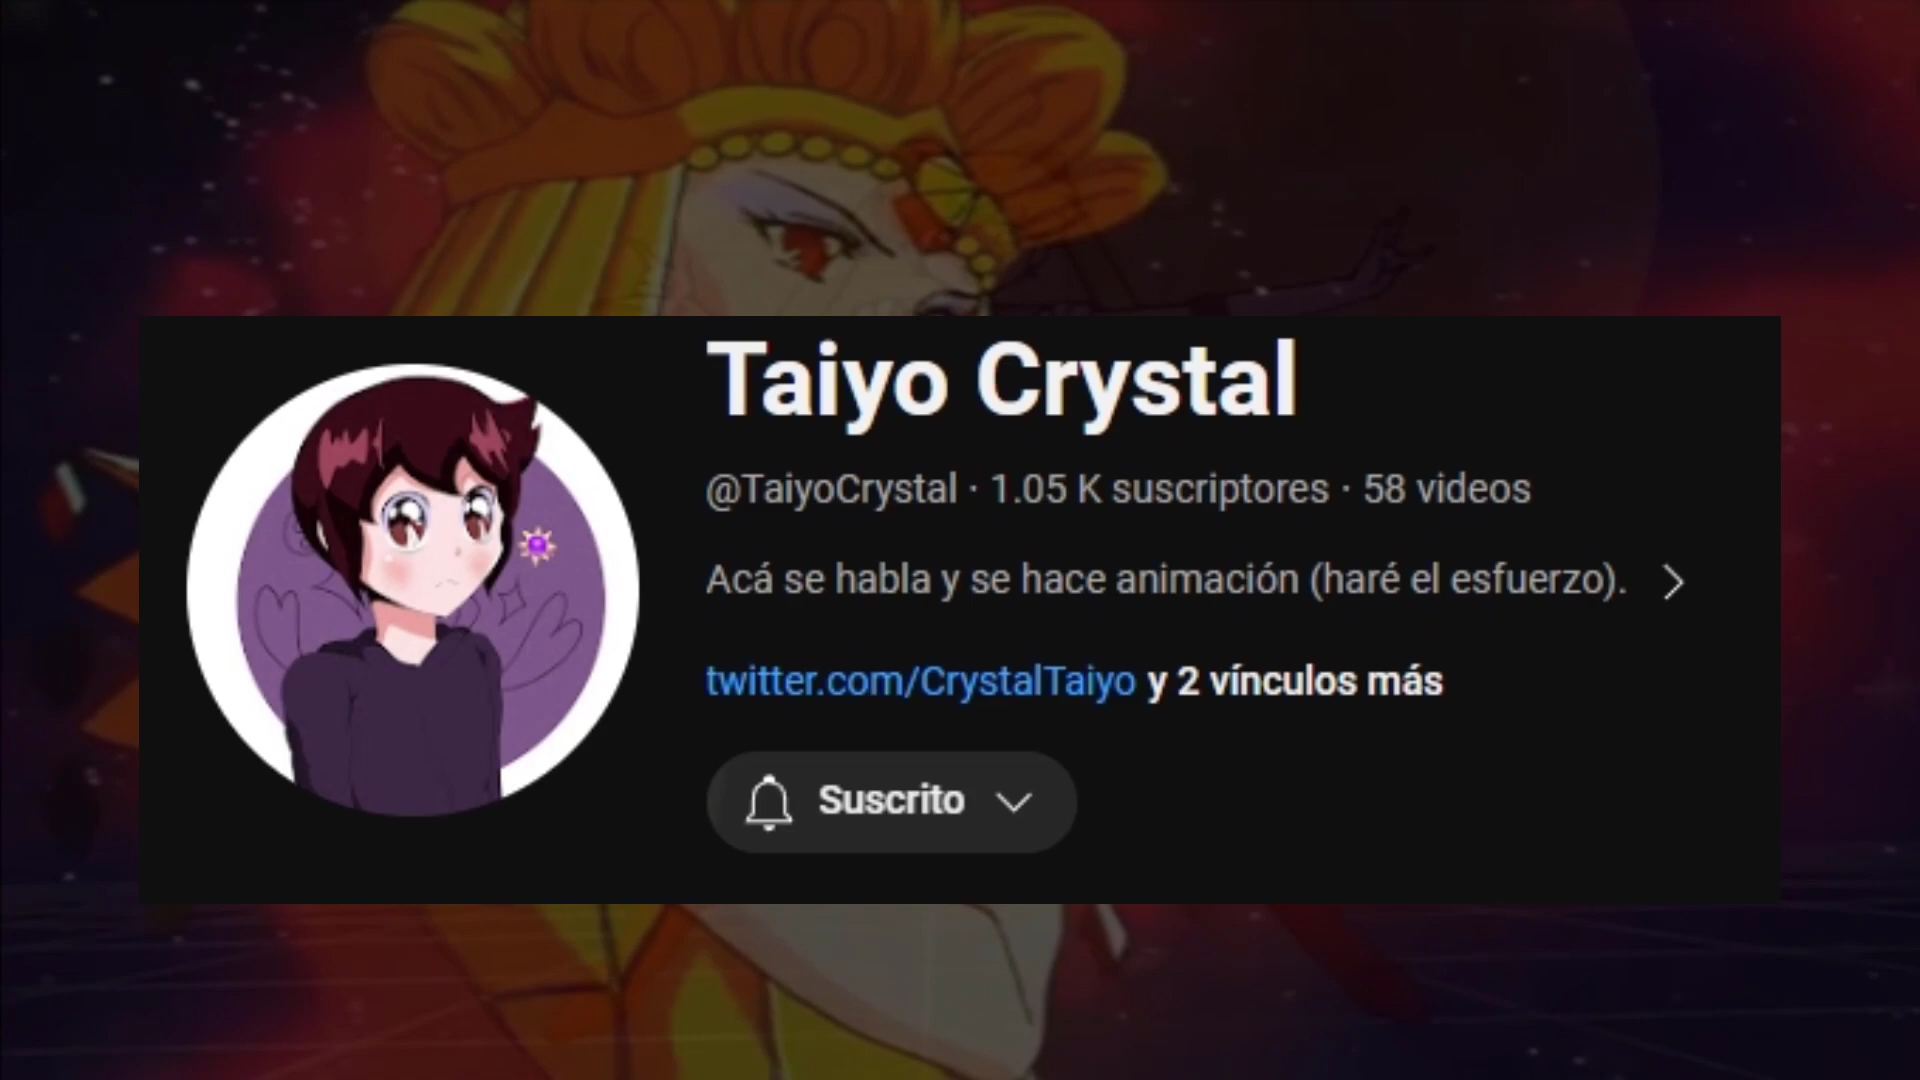 Taiyo Crystal
@TaiyoCrystal · 1.05 K suscriptores · 58 videos
Acá se habla y se hace animación (haré el esfuerzo).
twitter.com/CrystalTaiyo y 2 vínculos más
Suscrito